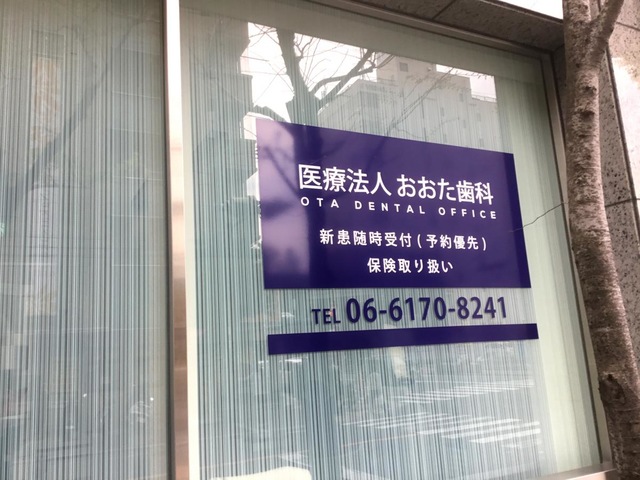 医療法人 おおた歯科
OTA DENTAL OFFICE
新患随時受付(予約優先)
保険取り扱い
TEL 06-6170-8241